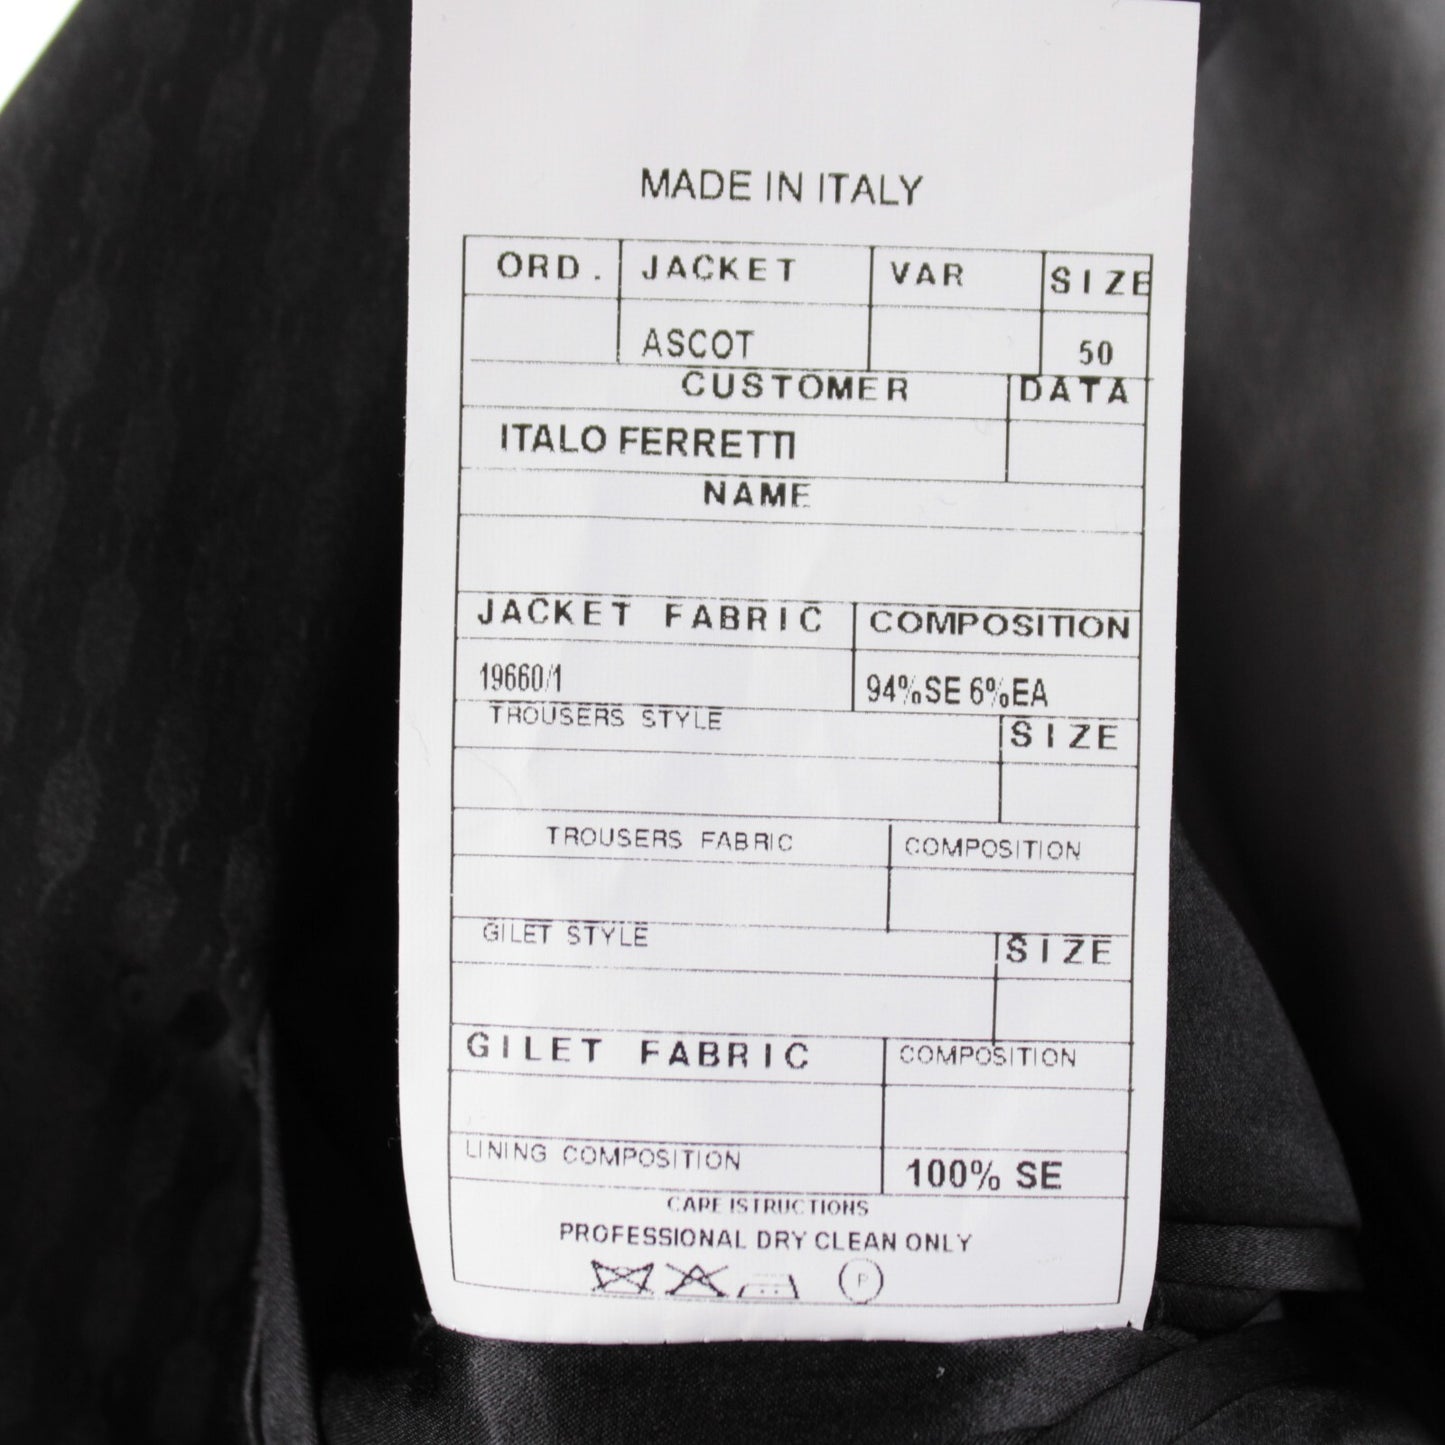 MADE IN ITALY
ORD. JACKET VAR SIZE
ASCOT 50
CUSTOMER DATA
ITALO FERRETTI
NAME
JACKET FABRIC COMPOSITION
19660/1 94%SE 6%EA
TROUSERS STYLE SIZE
TROUSERS FABRIC COMPOSITION
GILET STYLE SIZE
GILET FABRIC COMPOSITION
LINING COMPOSITION 100% SE
CARE ISTRUCTIONS
PROFESSIONAL DRY CLEAN ONLY
P